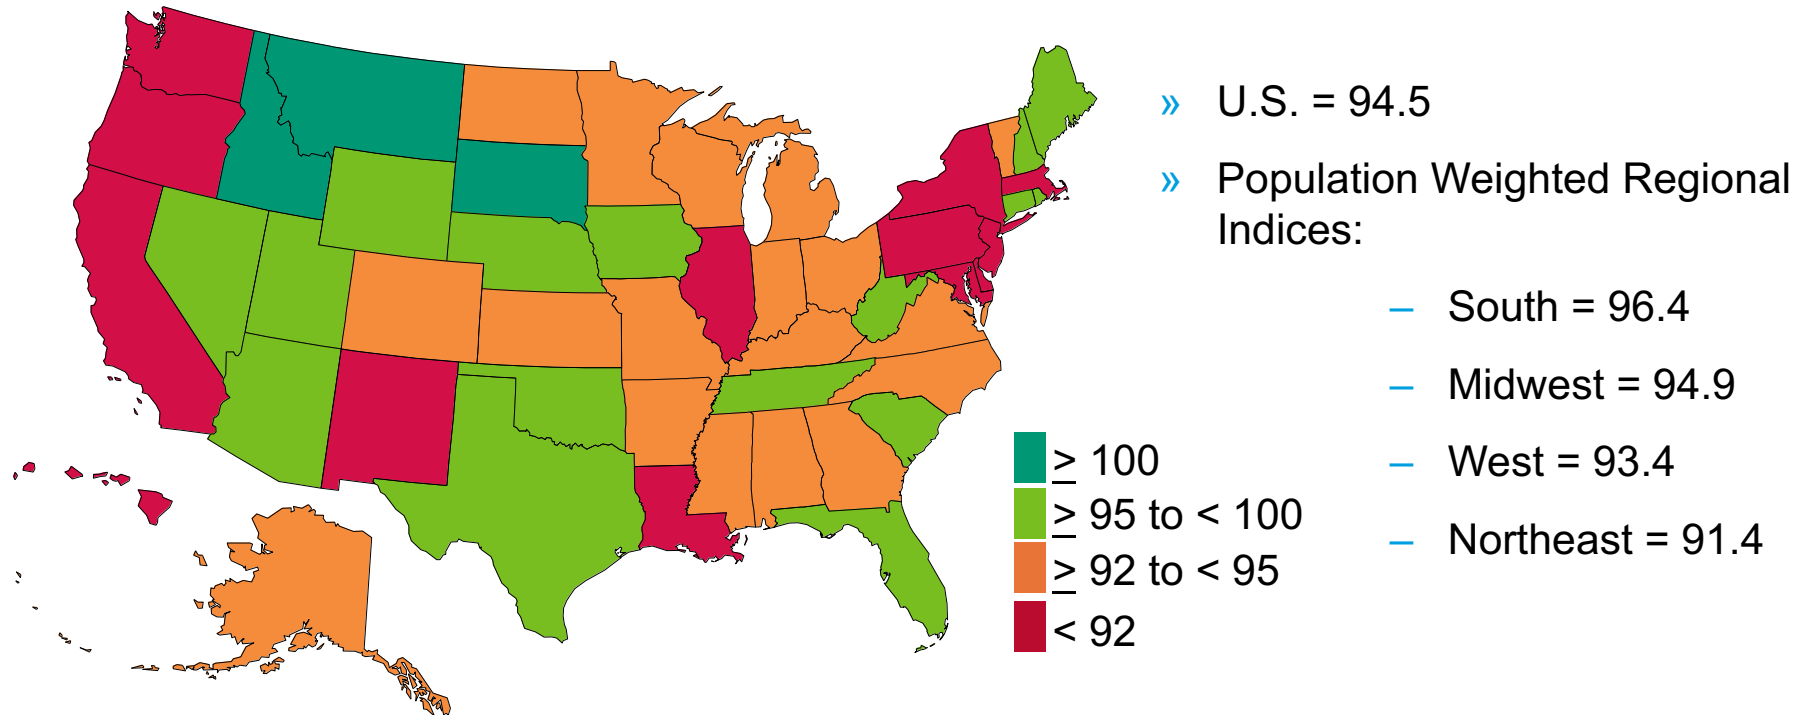 » U.S. = 94.5
» Population Weighted Regional
Indices:
– South = 96.4
– Midwest = 94.9
– West = 93.4
– Northeast = 91.4
≥ 100
≥ 95 to < 100
≥ 92 to < 95
< 92